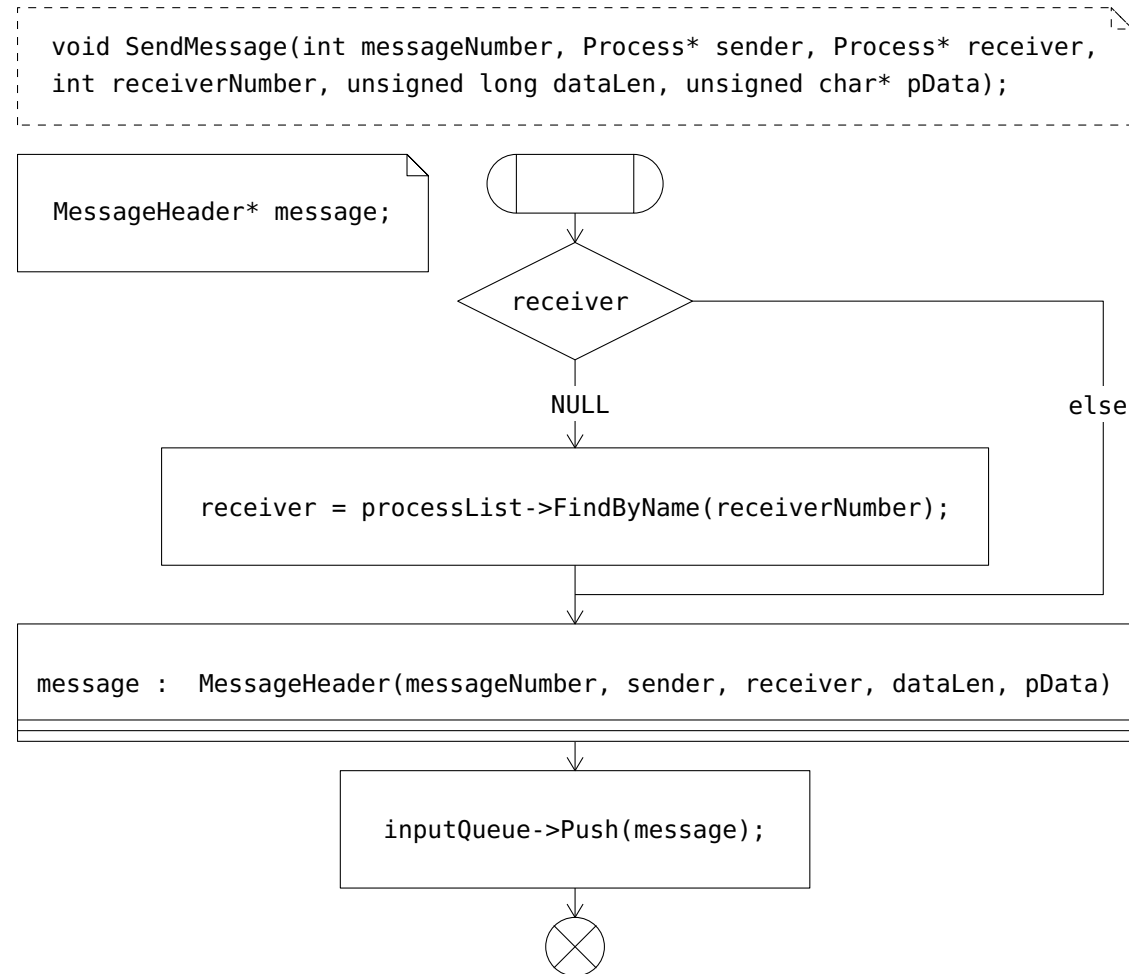 void SendMessage(int messageNumber, Process* sender, Process* receiver,
int receiverNumber, unsigned long dataLen, unsigned char* pData);
MessageHeader* message;
receiver
NULL
else
receiver = processList->FindByName(receiverNumber);
message :  MessageHeader(messageNumber, sender, receiver, dataLen, pData)
inputQueue->Push(message);